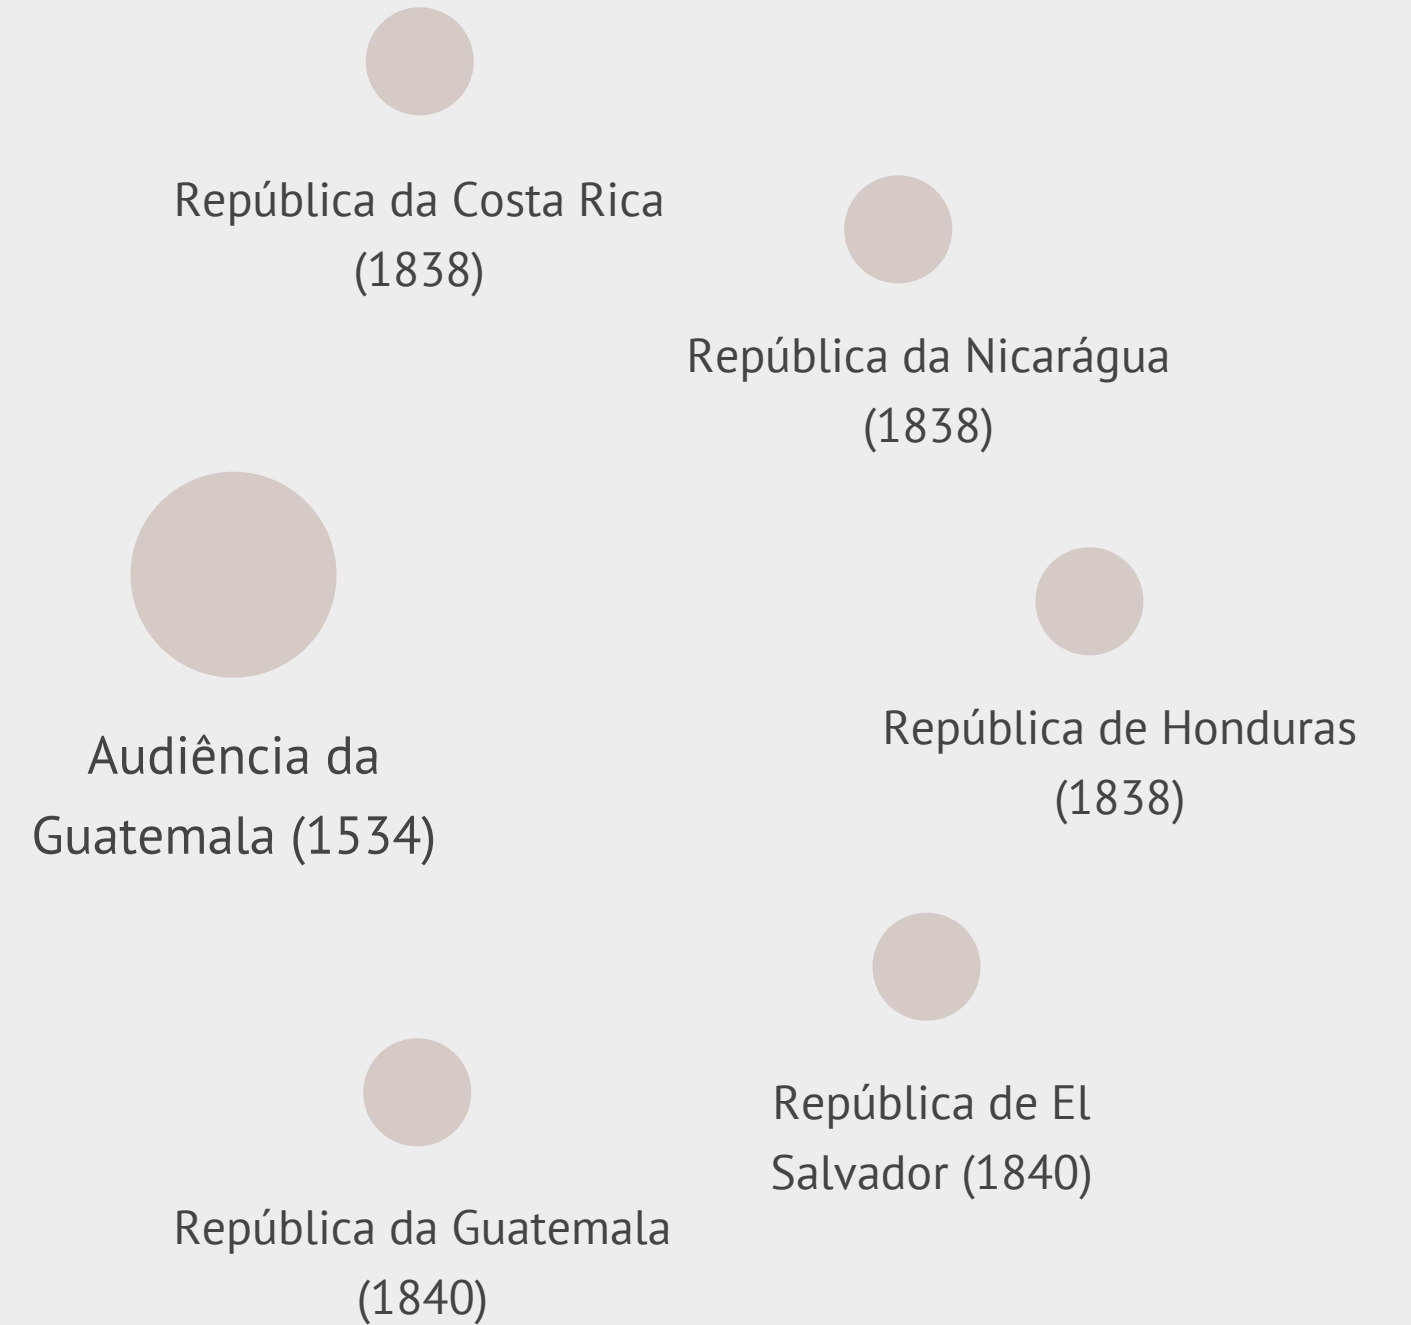 República da Costa Rica
(1838)
República da Nicarágua
(1838)
Audiência da
Guatemala (1534)
República de Honduras
(1838)
República de El
Salvador (1840)
República da Guatemala
(1840)